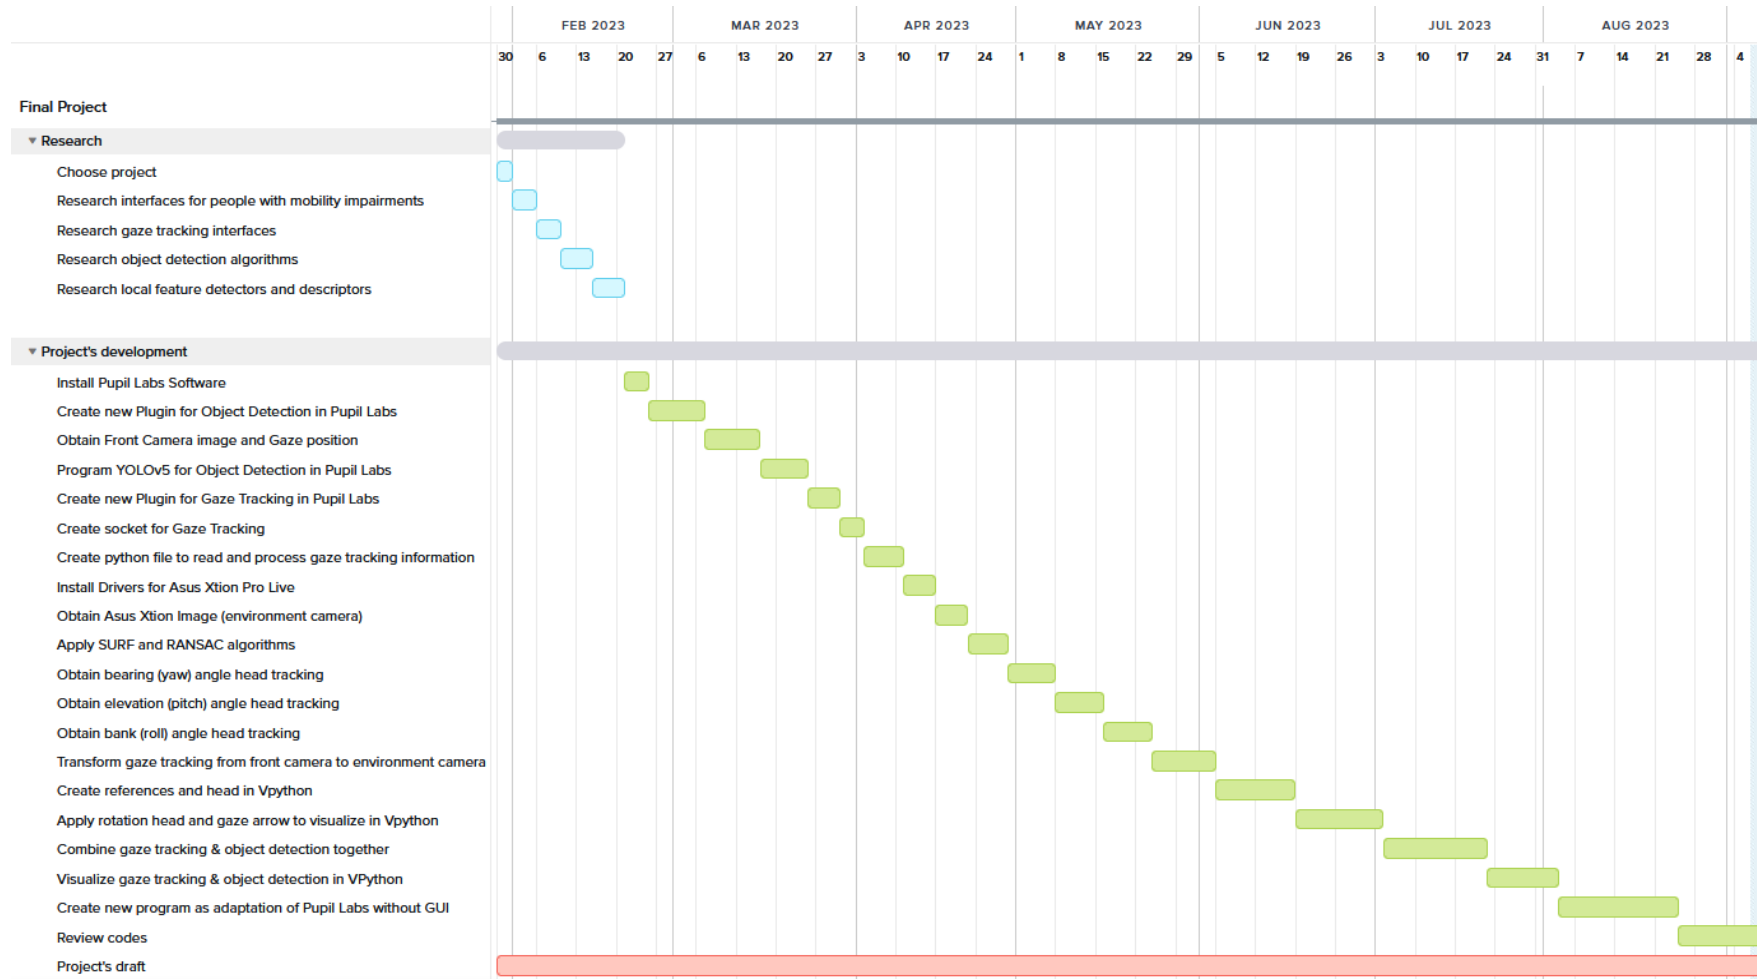 FEB 2023 MAR 2023 APR 2023 MAY 2023 JUN 2023 JUL 2023 AUG 2023
30 6 13 20 27 6 13 20 27 3 10 17 24 1 8 15 22 29 5 12 19 26 3 10 17 24 31 7 14 21 28 4
Final Project
Research
Choose project
Research interfaces for people with mobility impairments
Research gaze tracking interfaces
Research object detection algorithms
Research local feature detectors and descriptors
Project's development
Install Pupil Labs Software
Create new Plugin for Object Detection in Pupil Labs
Obtain Front Camera image and Gaze position
Program YOLOv5 for Object Detection in Pupil Labs
Create new Plugin for Gaze Tracking in Pupil Labs
Create socket for Gaze Tracking
Create python file to read and process gaze tracking information
Install Drivers for Asus Xtion Pro Live
Obtain Asus Xtion Image (environment camera)
Apply SURF and RANSAC algorithms
Obtain bearing (yaw) angle head tracking
Obtain elevation (pitch) angle head tracking
Obtain bank (roll) angle head tracking
Transform gaze tracking from front camera to environment camera
Create references and head in Vpython
Apply rotation head and gaze arrow to visualize in Vpython
Combine gaze tracking & object detection together
Visualize gaze tracking & object detection in VPython
Create new program as adaptation of Pupil Labs without GUI
Review codes
Project's draft